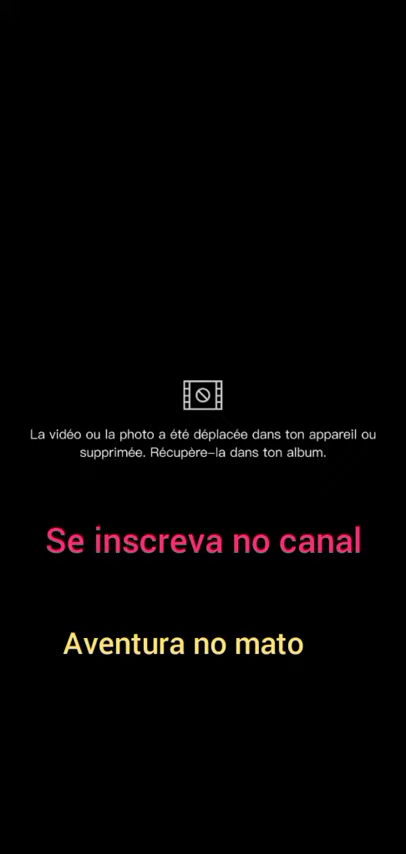 La vidéo ou la photo a été déplacée dans ton appareil ou
supprimée. Récupère-la dans ton album.
Se inscreva no canal
Aventura no mato